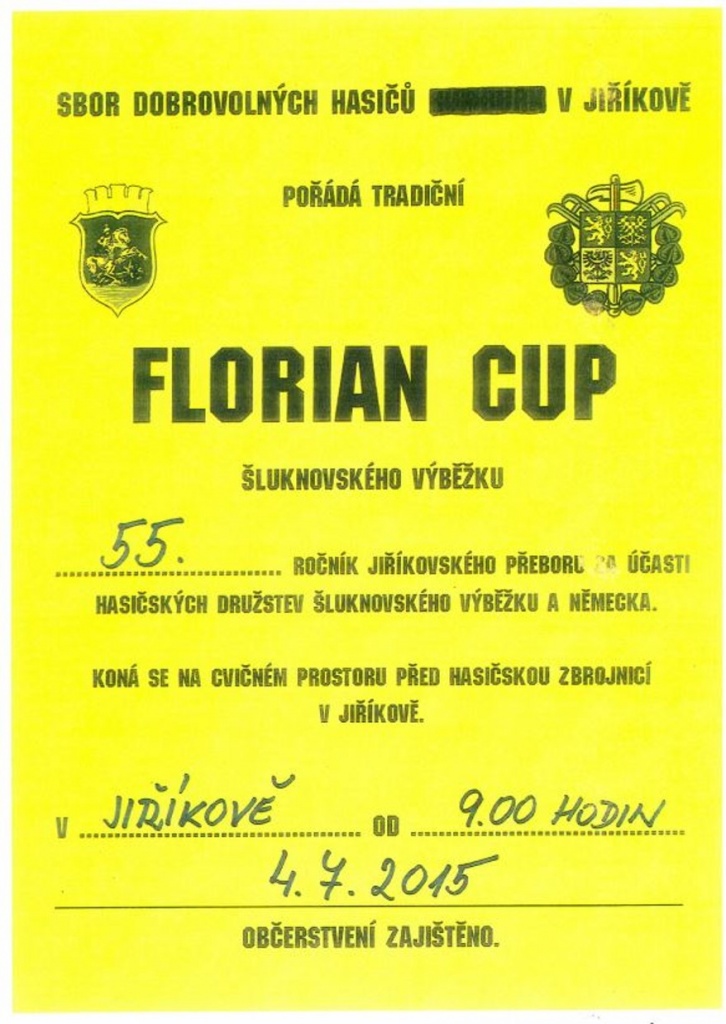 SBOR DOBROVOLNÝCH HASIČŮ V JIŘÍKOVĚ
POŘÁDÁ TRADIČNÍ
FLORIAN CUP
ŠLUKNOVSKÉHO VÝBĚŽKU
55. ROČNÍK JIŘÍKOVSKÉHO PŘEBORU ZA ÚČASTI
HASIČSKÝCH DRUŽSTEV ŠLUKNOVSKÉHO VÝBĚŽKU A NĚMECKA.
KONÁ SE NA CVIČNÉM PROSTORU PŘED HASIČSKOU ZBROJNICÍ
V JIŘÍKOVĚ.
V JIŘÍKOVĚ OD 9.00 HODIN
4.7.2015
OBČERSTVENÍ ZAJIŠTĚNO.